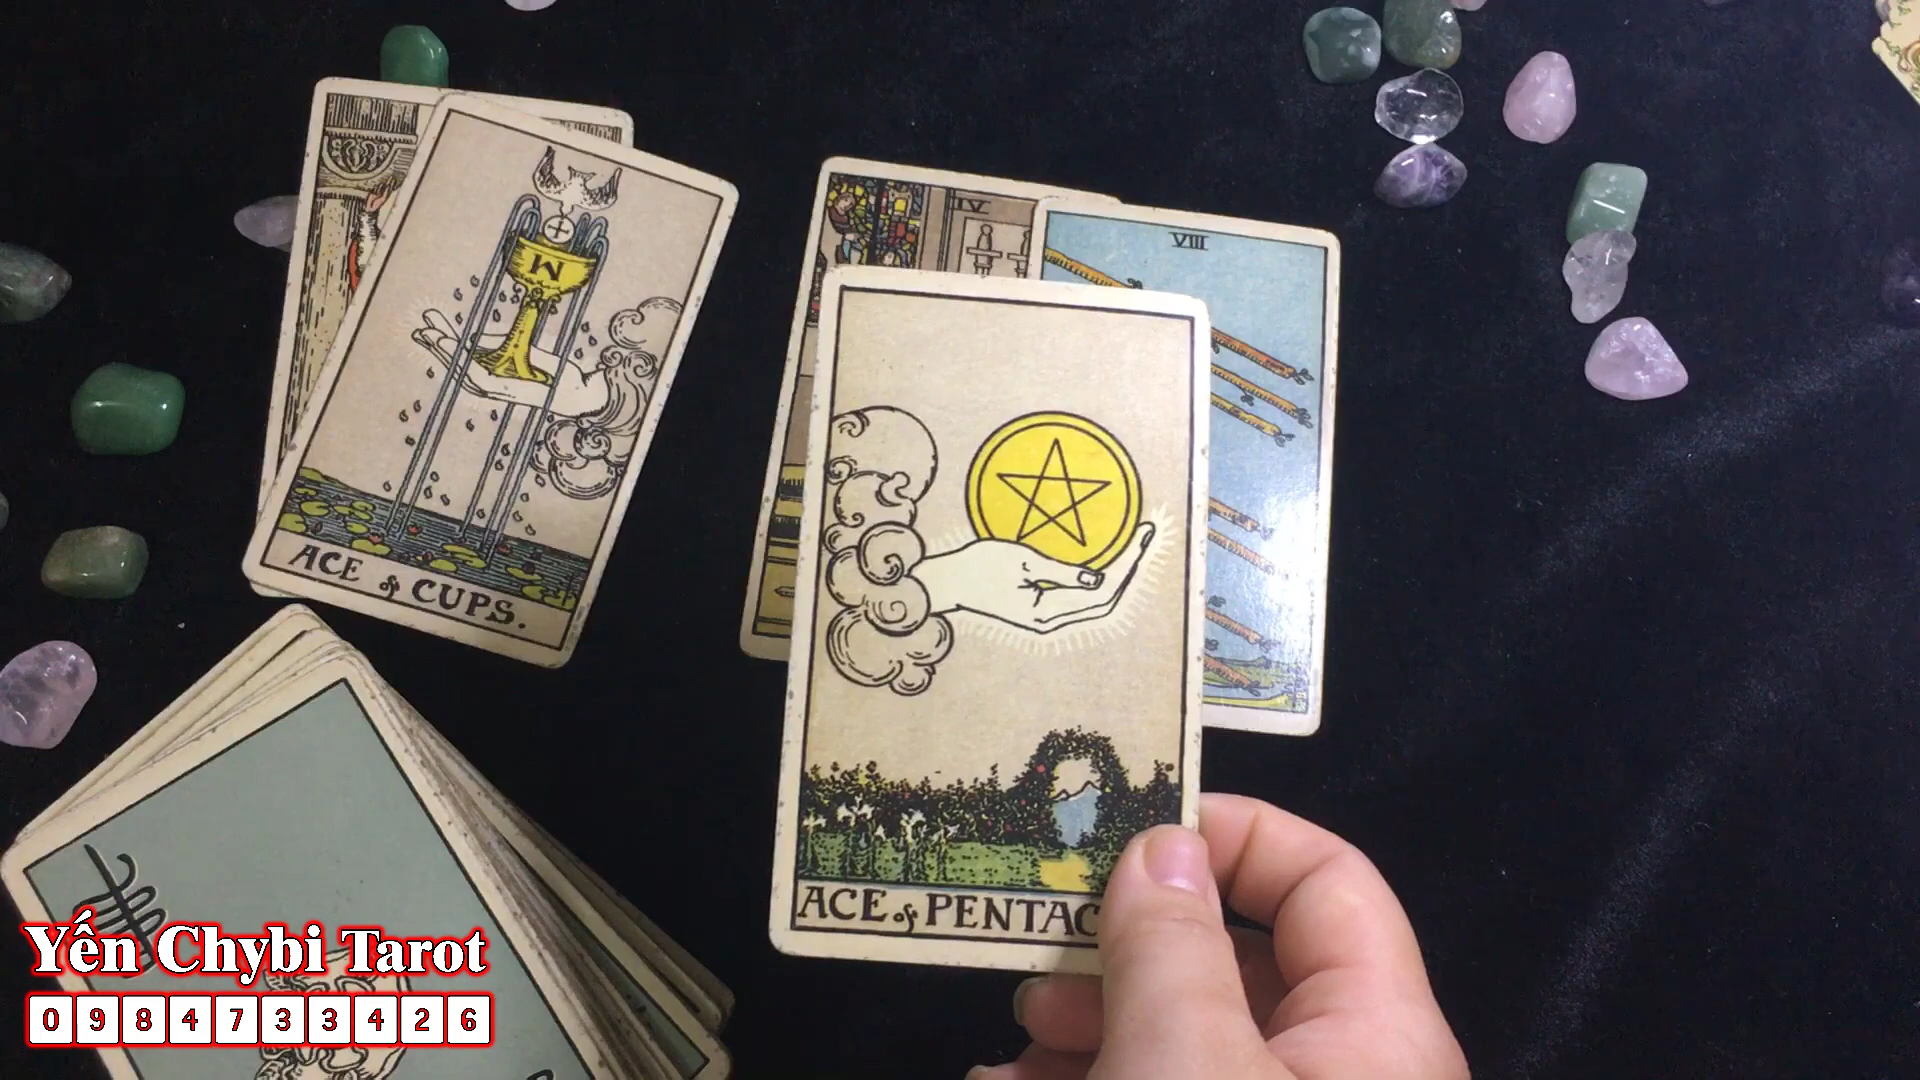 IV
VIII
W
ACE of CUPS.
ACE of PENTAC
Yến Chybi Tarot
0984733426